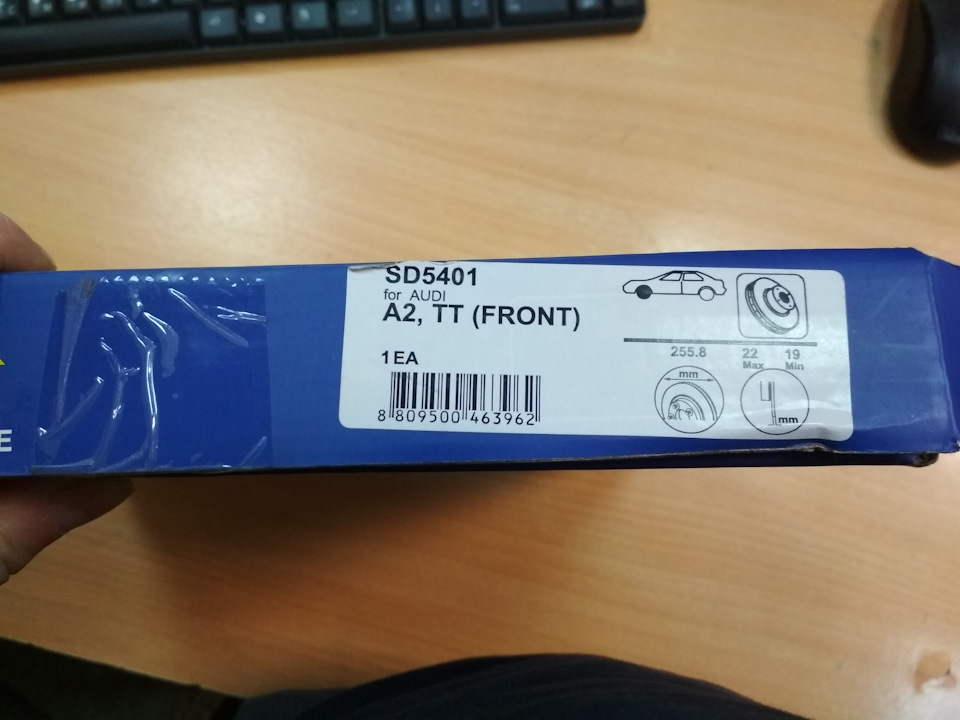 SD5401
for AUDI
A2, TT (FRONT)
1EA
8 809500 463962
255.8
22
Max
19
Min
mm
mm
E